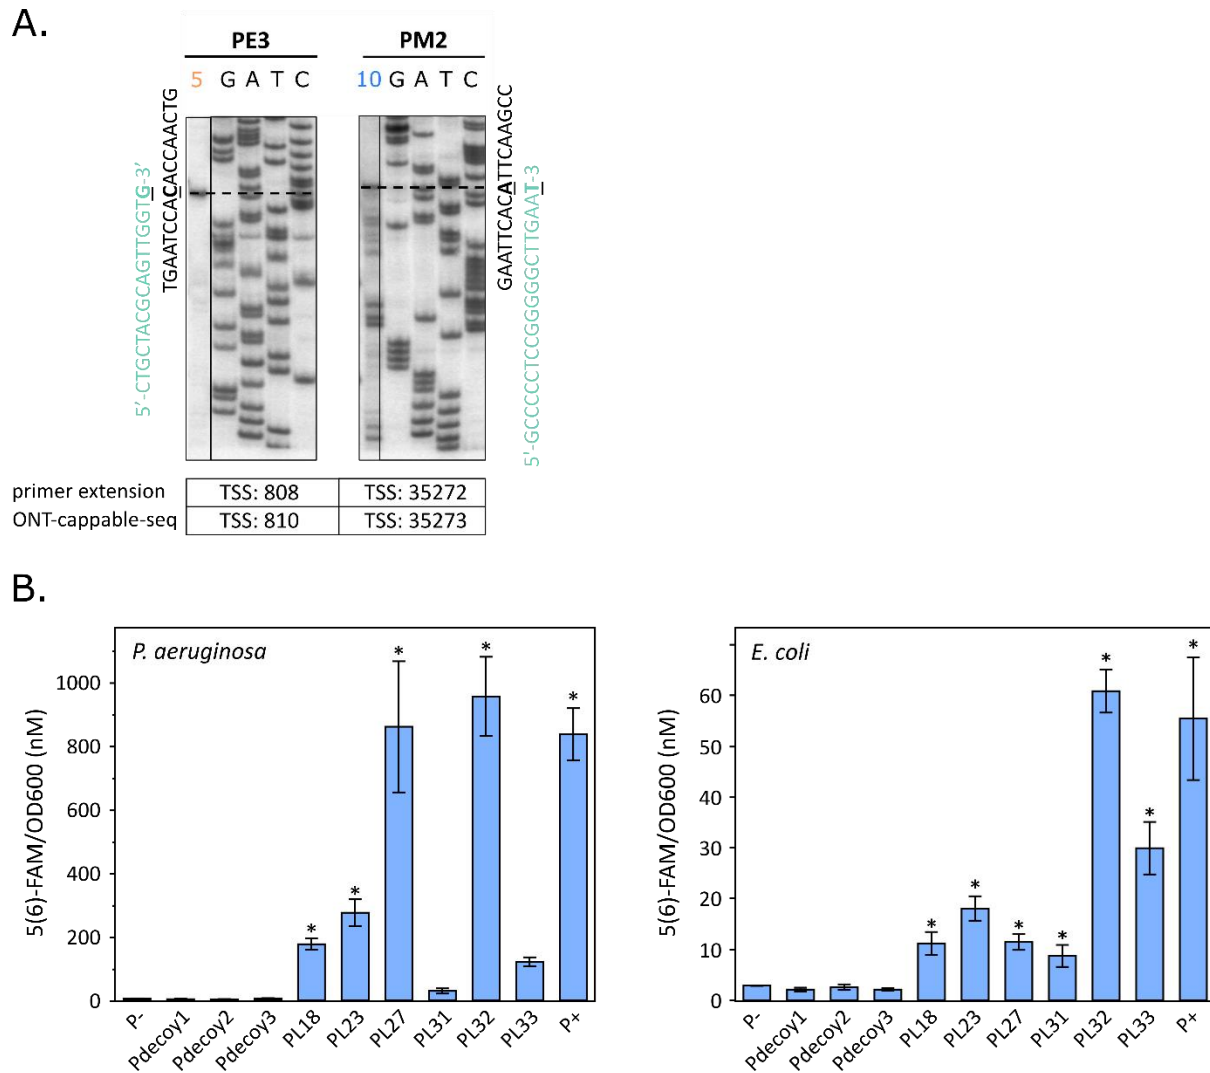 A.
PE3 PM2
5 G A T C 10 G A T C
5'-CTGCTACGCAGTTGGTG-3'
TGAATCCACACCAACTG
GAATTCACATTCAAGCC
5'-GCCCCCTCCGGGGGCTTGAAT-3
primer extension TSS: 808 TSS: 35272
ONT-cappable-seq TSS: 810 TSS: 35273
B.
P. aeruginosa
5(6)-FAM/OD600 (nM)
1000
800
600
400
200
0
* * * * *
P- Pdecoy1 Pdecoy2 Pdecoy3 PL18 PL23 PL27 PL31 PL32 PL33 P+
E. coli
5(6)-FAM/OD600 (nM)
60
50
40
30
20
10
0
* * * * * * *
P- Pdecoy1 Pdecoy2 Pdecoy3 PL18 PL23 PL27 PL31 PL32 PL33 P+